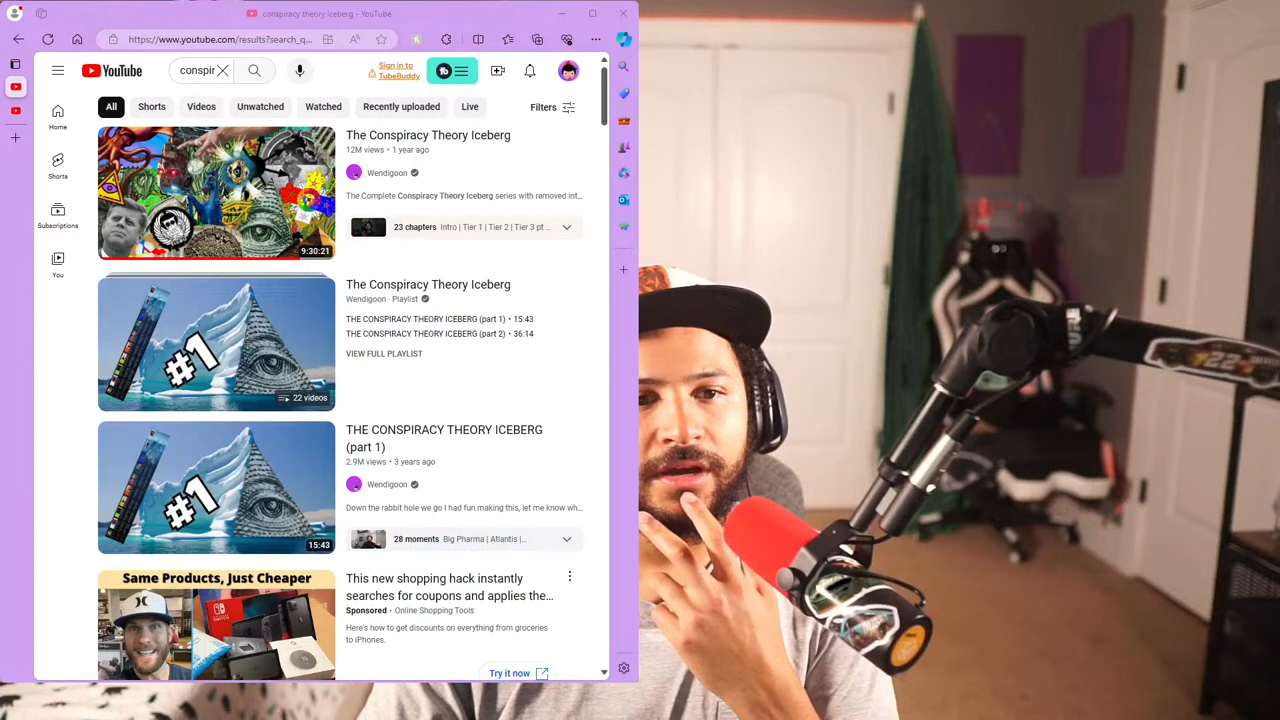 conspiracy theory iceberg - YouTube
https://www.youtube.com/results?search_q...
YouTube
conspir
Sign in to
TubeBuddy
All
Shorts
Videos
Unwatched
Watched
Recently uploaded
Live
Filters
Home
Shorts
Subscriptions
You
The Conspiracy Theory Iceberg
12M views • 1 year ago
Wendigoon
The Complete Conspiracy Theory Iceberg series with removed int...
23 chapters Intro | Tier 1 | Tier 2 | Tier 3 pt ...
9:30:21
The Conspiracy Theory Iceberg
Wendigoon · Playlist
THE CONSPIRACY THEORY ICEBERG (part 1) • 15:43
THE CONSPIRACY THEORY ICEBERG (part 2) • 36:14
VIEW FULL PLAYLIST
#1
22 videos
THE CONSPIRACY THEORY ICEBERG
(part 1)
2.9M views • 3 years ago
Wendigoon
Down the rabbit hole we go I had fun making this, let me know wh...
28 moments Big Pharma | Atlantis |...
#1
15:43
Same Products, Just Cheaper
This new shopping hack instantly
searches for coupons and applies the...
Sponsored • Online Shopping Tools
Here's how to get discounts on everything from groceries
to iPhones.
Try it now
22